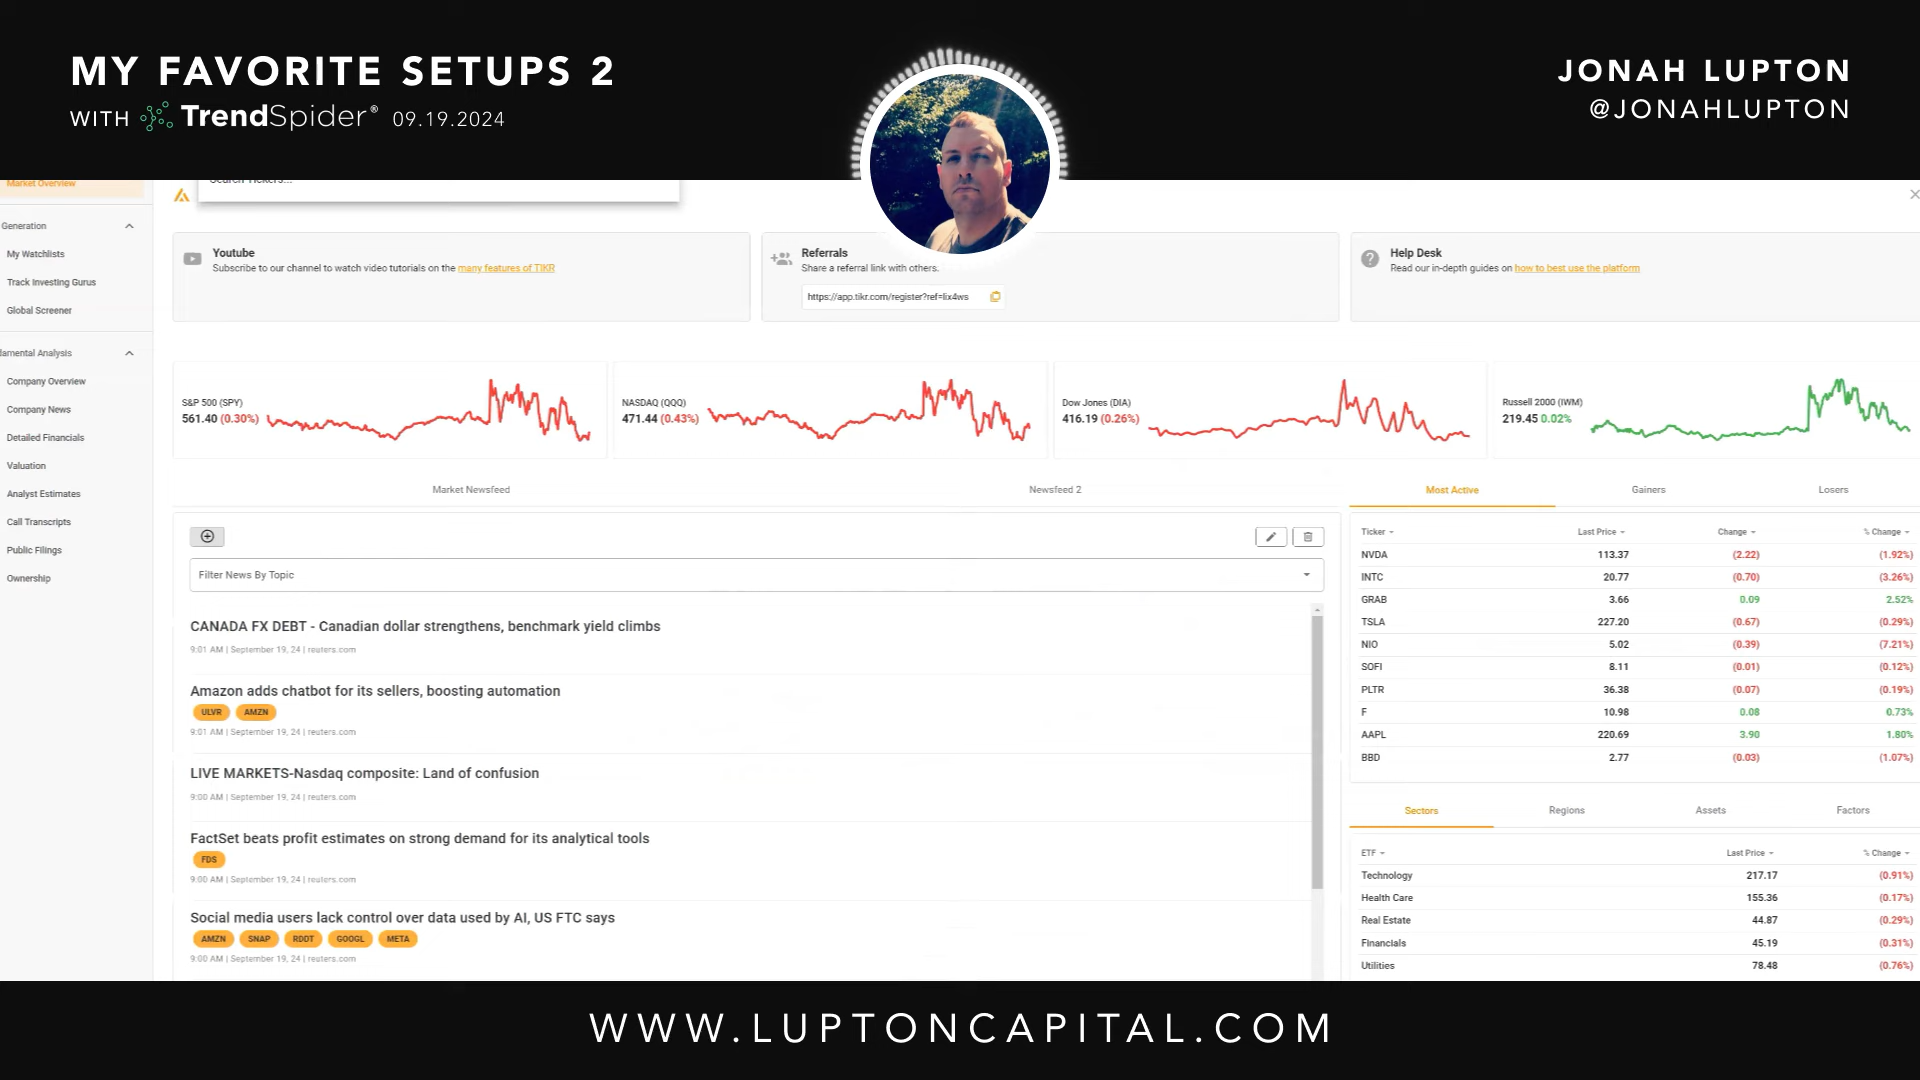 MY FAVORITE SETUPS 2
WITH TrendSpider® 09.19.2024
JONAH LUPTON
@JONAHLUPTON
Market Overview
Generation
My Watchlists
Track Investing Gurus
Global Screener
damental Analysis
Company Overview
Company News
Detailed Financials
Valuation
Analyst Estimates
Call Transcripts
Public Filings
Ownership
Search Tickers...
Youtube
Subscribe to our channel to watch video tutorials on the many features of TIKR
Referrals
Share a referral link with others.
https://app.tikr.com/register?ref=lix4ws
Help Desk
Read our in-depth guides on how to best use the platform
S&P 500 (SPY)
561.40 (0.30%)
NASDAQ (QQQ)
471.44 (0.43%)
Dow Jones (DIA)
416.19 (0.26%)
Russell 2000 (IWM)
219.45 0.02%
Market Newsfeed Newsfeed 2
Filter News By Topic
CANADA FX DEBT - Canadian dollar strengthens, benchmark yield climbs
9:01 AM | September 19, 24 | reuters.com
Amazon adds chatbot for its sellers, boosting automation
ULVR AMZN
9:01 AM | September 19, 24 | reuters.com
LIVE MARKETS-Nasdaq composite: Land of confusion
9:00 AM | September 19, 24 | reuters.com
FactSet beats profit estimates on strong demand for its analytical tools
FDS
9:00 AM | September 19, 24 | reuters.com
Social media users lack control over data used by AI, US FTC says
AMZN SNAP RDDT GOOGL META
9:00 AM | September 19, 24 | reuters.com
Most Active Gainers Losers
Ticker Last Price Change % Change
NVDA 113.37 (2.22) (1.92%)
INTC 20.77 (0.70) (3.26%)
GRAB 3.66 0.09 2.52%
TSLA 227.20 (0.67) (0.29%)
NIO 5.02 (0.39) (7.21%)
SOFI 8.11 (0.01) (0.12%)
PLTR 36.38 (0.07) (0.19%)
F 10.98 0.08 0.73%
AAPL 220.69 3.90 1.80%
BBD 2.77 (0.03) (1.07%)
Sectors Regions Assets Factors
ETF Last Price % Change
Technology 217.17 (0.91%)
Health Care 155.36 (0.17%)
Real Estate 44.87 (0.29%)
Financials 45.19 (0.31%)
Utilities 78.48 (0.76%)
WWW.LUPTONCAPITAL.COM